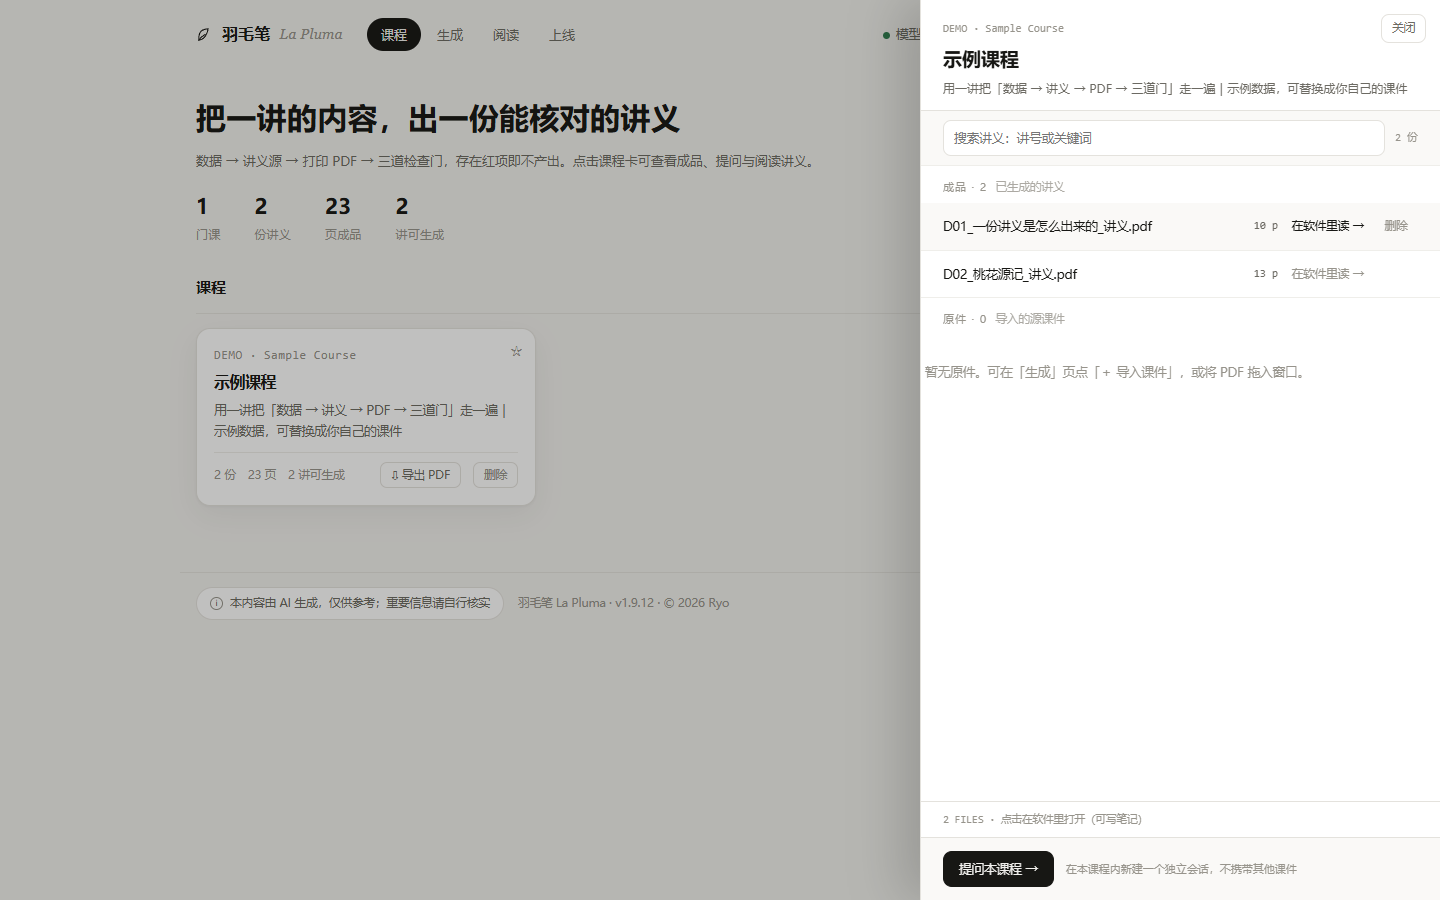 羽毛笔 La Pluma 课程 生成 阅读 上线 模型
把一讲的内容，出一份能核对的讲义
数据 → 讲义源 → 打印 PDF → 三道检查门，存在红项即不产出。点击课程卡可查看成品、提问与阅读讲义。
1 2 23 2
门课 份讲义 页成品 讲可生成
课程
DEMO · Sample Course ☆
示例课程
用一讲把「数据 → 讲义 → PDF → 三道门」走一遍 |
示例数据，可替换成你自己的课件
2 份 23 页 2 讲可生成 ⇩ 导出 PDF 删除
本内容由 AI 生成，仅供参考；重要信息请自行核实 羽毛笔 La Pluma · v1.9.12 · © 2026 Ryo
DEMO · Sample Course 关闭
示例课程
用一讲把「数据 → 讲义 → PDF → 三道门」走一遍 | 示例数据，可替换成你自己的课件
搜索讲义：讲号或关键词 2 份
成品 · 2 已生成的讲义
D01_一份讲义是怎么出来的_讲义.pdf 10 p 在软件里读 → 删除
D02_桃花源记_讲义.pdf 13 p 在软件里读 →
原件 · 0 导入的源课件
暂无原件。可在「生成」页点「＋ 导入课件」，或将 PDF 拖入窗口。
2 FILES · 点击在软件里打开（可写笔记）
提问本课程 → 在本课程内新建一个独立会话，不携带其他课件